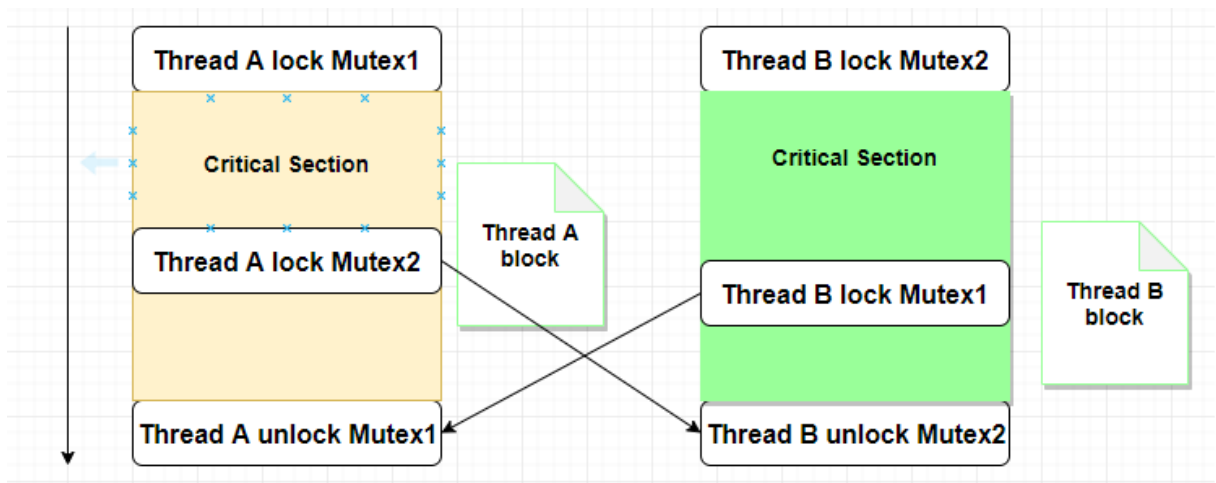 Thread A lock Mutex1
Thread B lock Mutex2
Critical Section
Critical Section
Thread A
block
Thread A lock Mutex2
Thread B lock Mutex1
Thread B
block
Thread A unlock Mutex1
Thread B unlock Mutex2